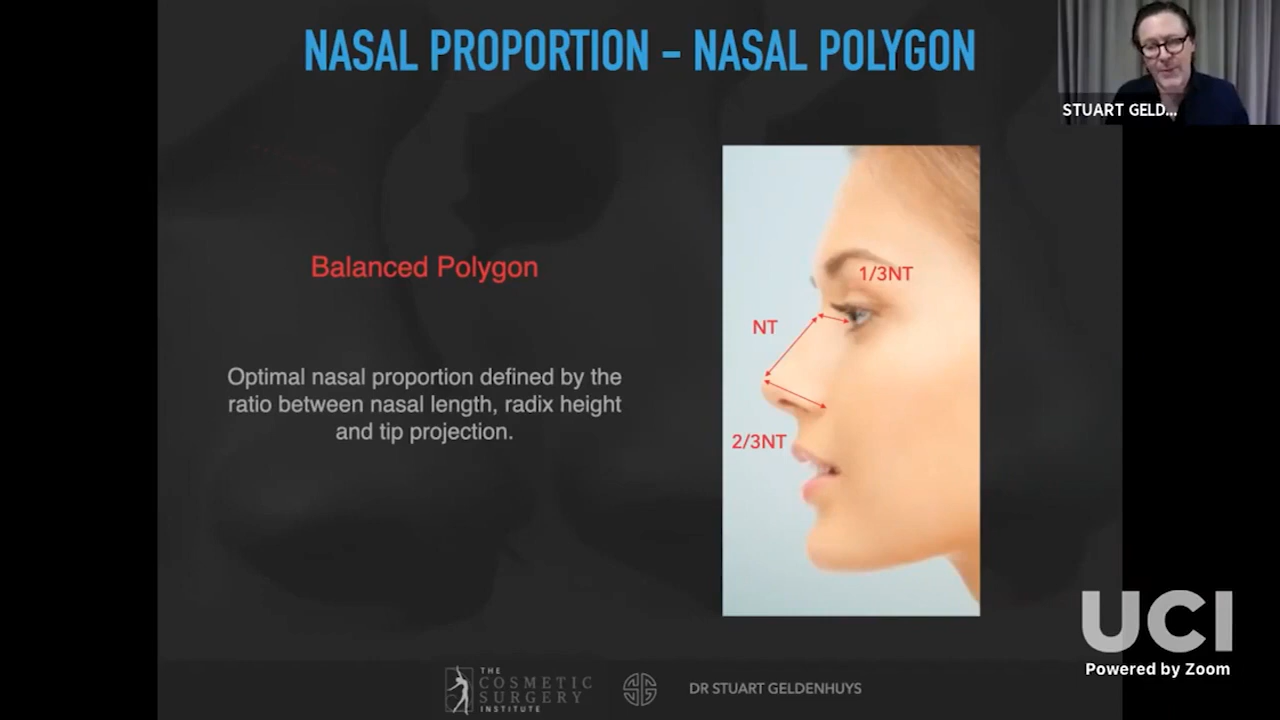 NASAL PROPORTION - NASAL POLYGON
STUART GELD...
Balanced Polygon
1/3NT
NT
Optimal nasal proportion defined by the
ratio between nasal length, radix height
and tip projection.
2/3NT
UCI
Powered by Zoom
THE
COSMETIC
SURGERY
INSTITUTE
DR STUART GELDENHUYS